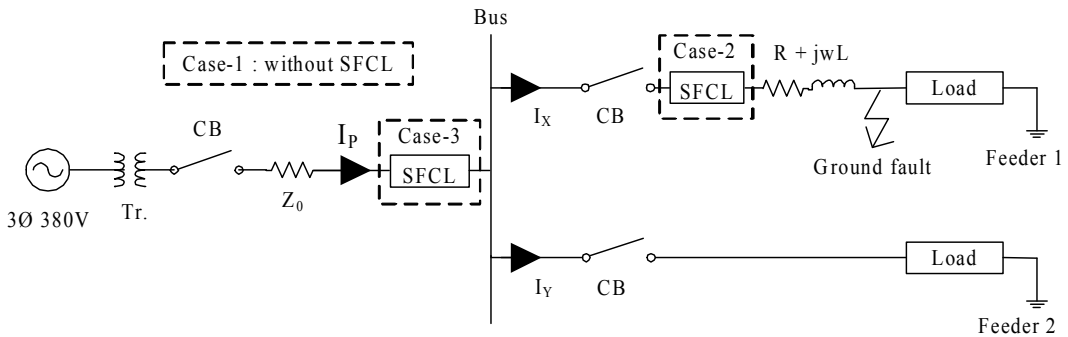 Bus
Case-1 : without SFCL
Case-2
R + jwL
SFCL
Load
I_X
CB
Ground fault
Feeder 1
CB
I_P
Case-3
SFCL
Z_0
Tr.
3Ø 380V
Load
I_Y
CB
Feeder 2